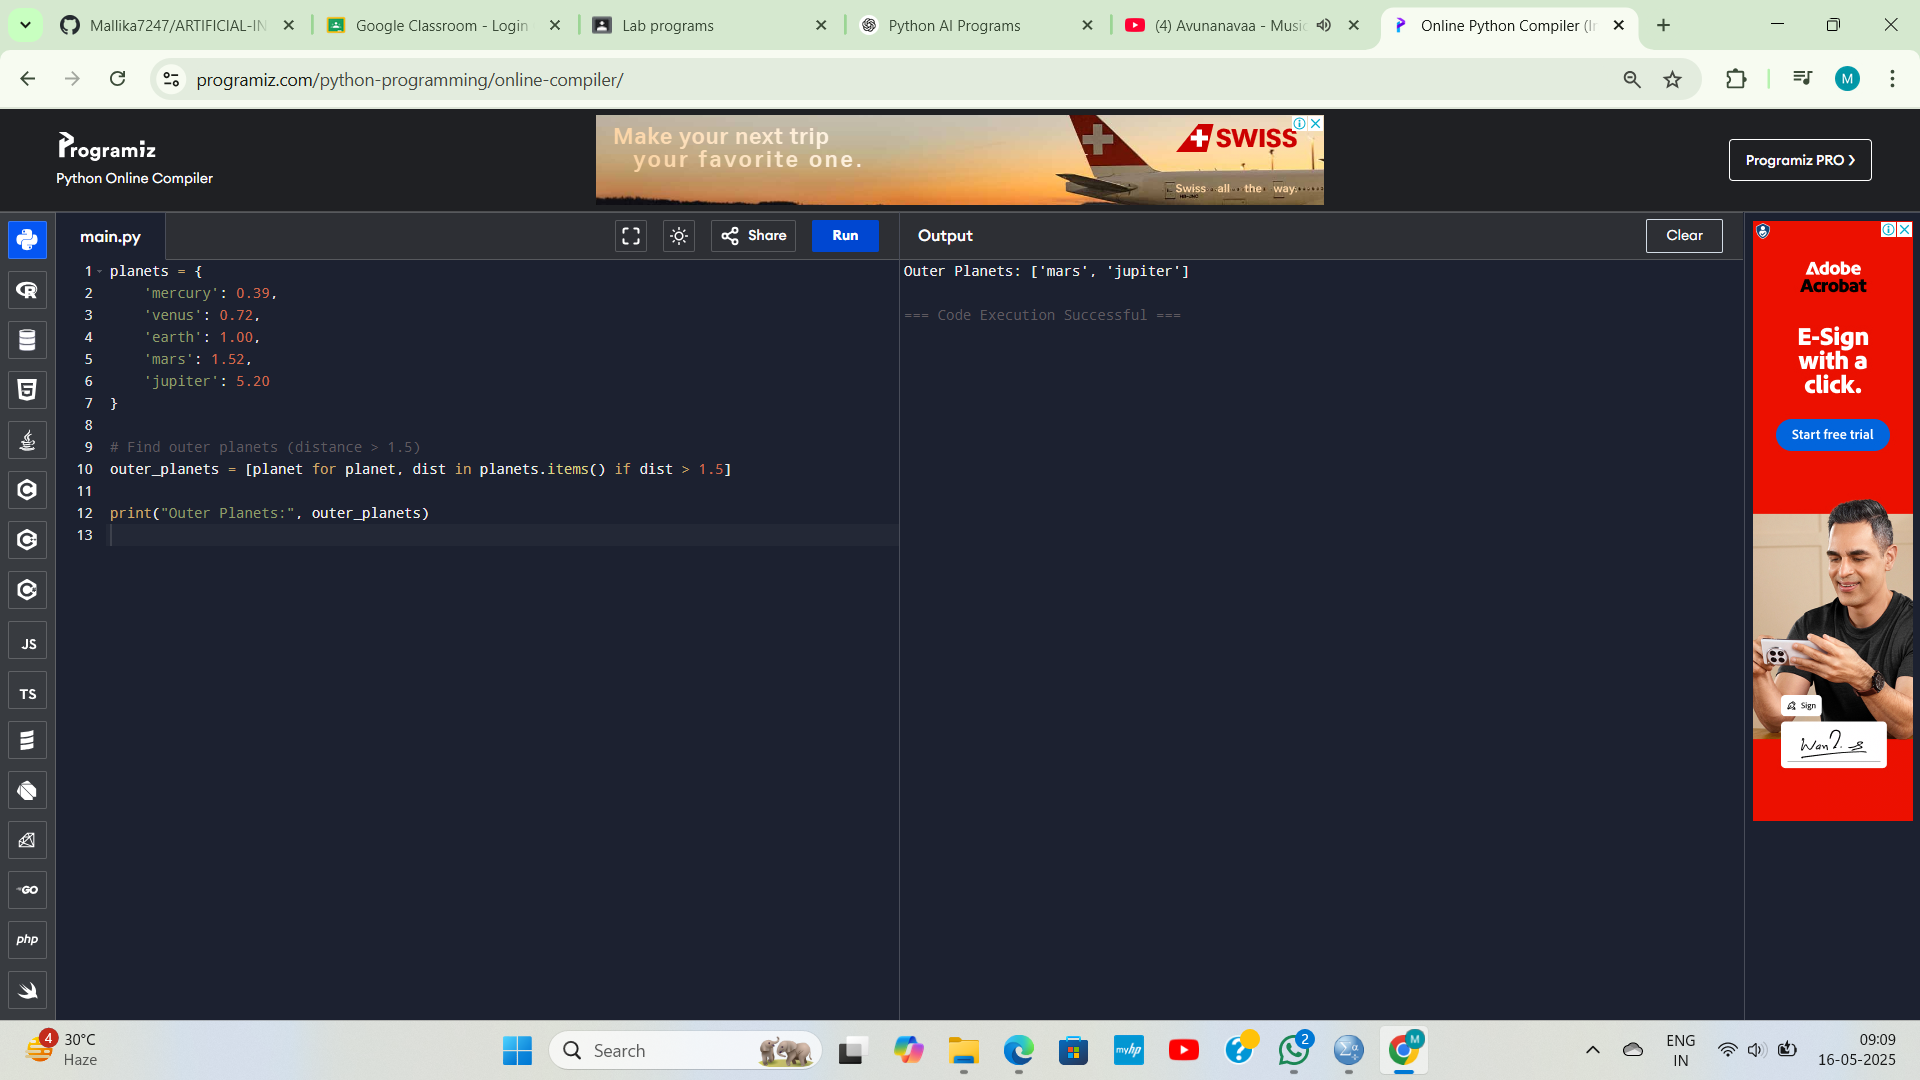 Mallika7247/ARTIFICIAL-IN
Google Classroom - Login
Lab programs
Python AI Programs
(4) Avunanavaa - Music
Online Python Compiler (In
programiz.com/python-programming/online-compiler/
M
Programiz
Python Online Compiler
Make your next trip
your favorite one.
SWISS
Swiss all the way.
Programiz PRO
main.py
Share
Run
Output
Clear
1 planets = {
2     'mercury': 0.39,
3     'venus': 0.72,
4     'earth': 1.00,
5     'mars': 1.52,
6     'jupiter': 5.20
7 }
8
9 # Find outer planets (distance > 1.5)
10 outer_planets = [planet for planet, dist in planets.items() if dist > 1.5]
11
12 print("Outer Planets:", outer_planets)
13
Outer Planets: ['mars', 'jupiter']
=== Code Execution Successful ===
JS
TS
GO
php
Adobe
Acrobat
E-Sign
with a
click.
Start free trial
Sign
4
30°C
Haze
Search
myhp
2
M
ENG
IN
09:09
16-05-2025